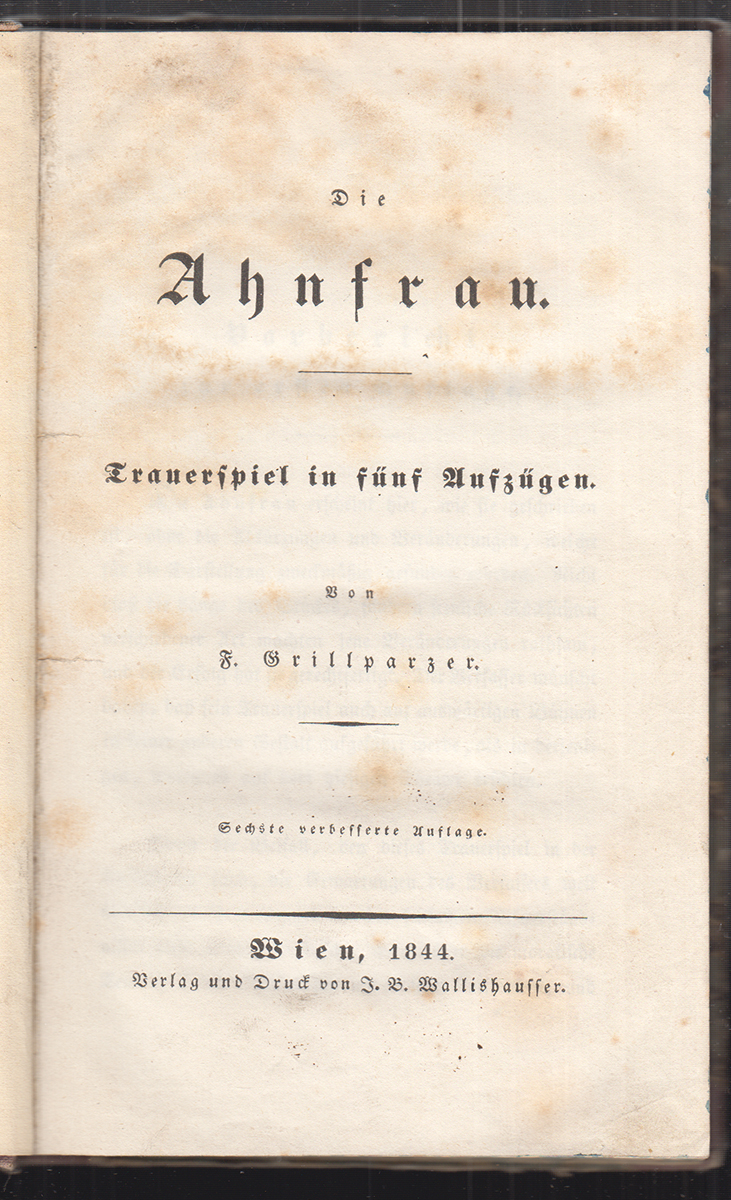 Die
Ahnfrau.
Trauerſpiel in fünf Aufzügen.
Von
F. Grillparzer.
Sechste verbeſſerte Auflage.
Wien, 1844.
Verlag und Druck von J. B. Wallishauſſer.